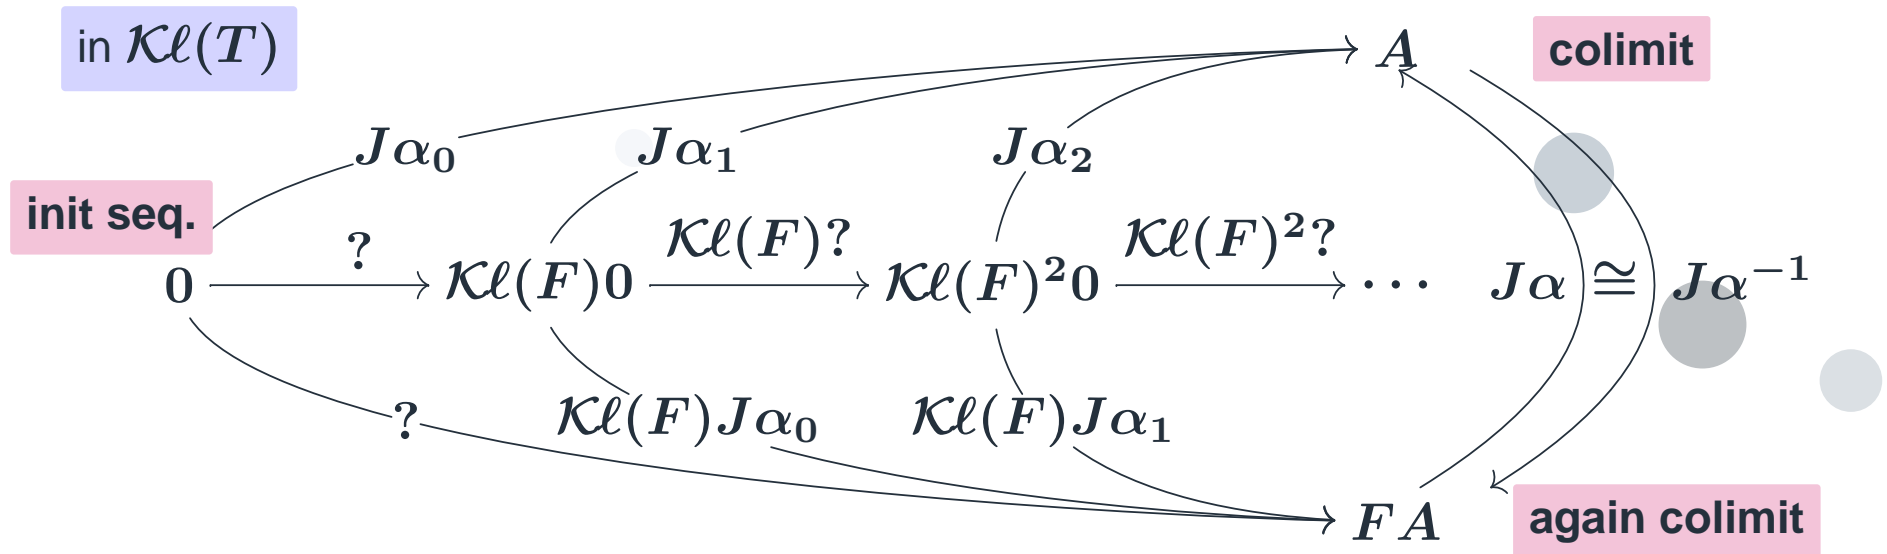 in 𝒦ℓ(T)
A
colimit
Jα₀
Jα₁
Jα₂
init seq.
?
𝒦ℓ(F)?
𝒦ℓ(F)²?
0
𝒦ℓ(F)0
𝒦ℓ(F)²0
⋯
Jα ≅ Jα⁻¹
?
𝒦ℓ(F)Jα₀
𝒦ℓ(F)Jα₁
FA
again colimit